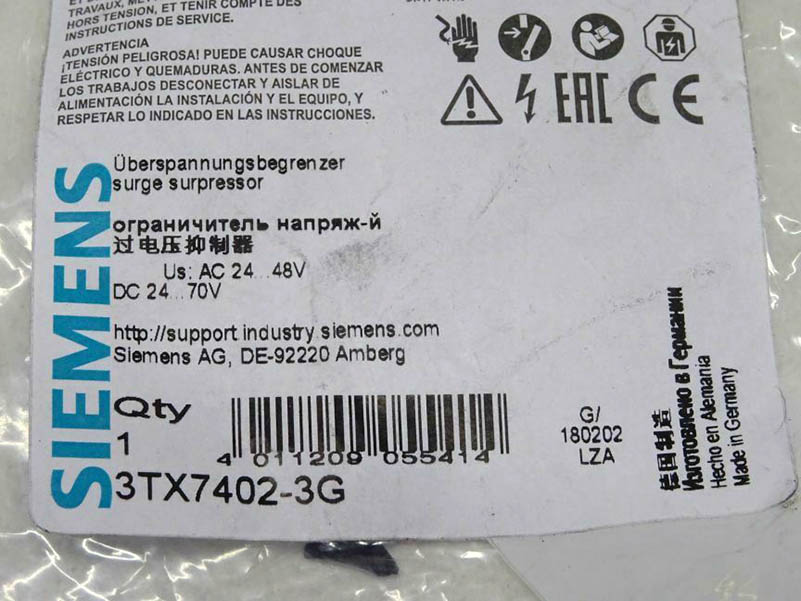 TRAVAUX,
HORS TENSION, ET TENIR COMPTE DES
INSTRUCTIONS DE SERVICE.
ADVERTENCIA
¡TENSIÓN PELIGROSA! PUEDE CAUSAR CHOQUE
ELÉCTRICO Y QUEMADURAS. ANTES DE COMENZAR
LOS TRABAJOS DESCONECTAR Y AISLAR DE
ALIMENTACIÓN LA INSTALACIÓN Y EL EQUIPO, Y
RESPETAR LO INDICADO EN LAS INSTRUCCIONES.
EAC CE
SIEMENS
Überspannungsbegrenzer
surge surpressor
ограничитель напряж-й
过电压抑制器
Us: AC 24...48V
DC 24...70V
http://support.industry.siemens.com
Siemens AG, DE-92220 Amberg
Qty
1
4 011209 055414
3TX7402-3G
G/
180202
LZA
德国制造
Изготовлено в Германии
Hecho en Alemania
Made in Germany